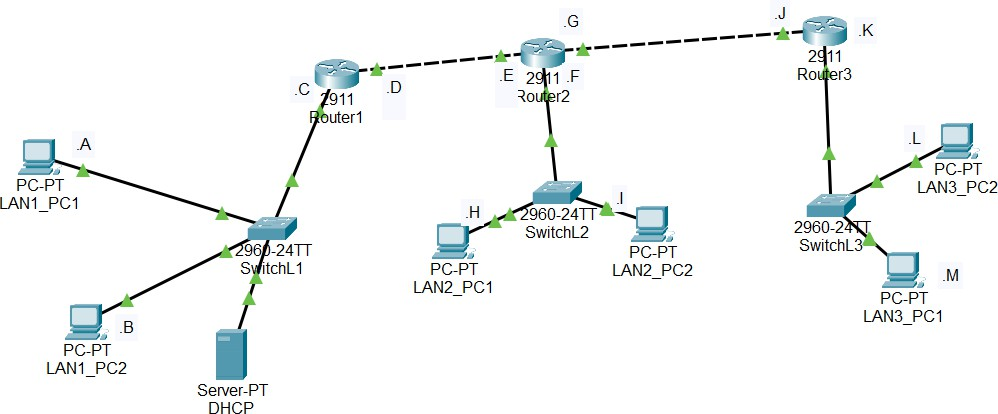 .G
.J
.K
.C
.D
.E
.F
2911
Router1
2911
Router2
2911
Router3
.A
PC-PT
LAN1_PC1
.B
PC-PT
LAN1_PC2
2960-24TT
SwitchL1
Server-PT
DHCP
.H
.I
2960-24TT
SwitchL2
PC-PT
LAN2_PC1
PC-PT
LAN2_PC2
.L
PC-PT
LAN3_PC2
2960-24TT
SwitchL3
.M
PC-PT
LAN3_PC1